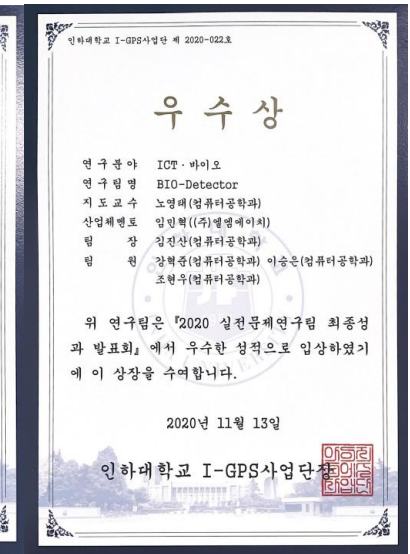 인하대학교 I-GPS사업단 제 2020-022호
우수상
연구분야 ICT·바이오
연구팀명 BIO-Detector
지도교수 노영태(컴퓨터공학과)
산업체멘토 임민혁((주)엘엠에이치)
팀 장 김진산(컴퓨터공학과)
팀 원 강혁준(컴퓨터공학과) 이승은(컴퓨터공학과)
조현우(컴퓨터공학과)
위 연구팀은 『2020 실전문제연구팀 최종성
과 발표회』에서 우수한 성적으로 입상하였기
에 이 상장을 수여합니다.
2020년 11월 13일
인하대학교 I-GPS사업단장